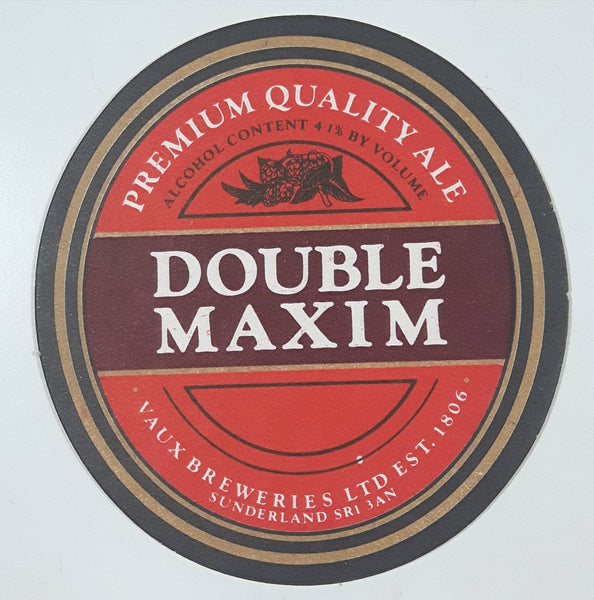 PREMIUM QUALITY ALE
ALCOHOL CONTENT 4·1% BY VOLUME
DOUBLE
MAXIM
· VAUX BREWERIES LTD EST. 1806 ·
SUNDERLAND SR1 3AN